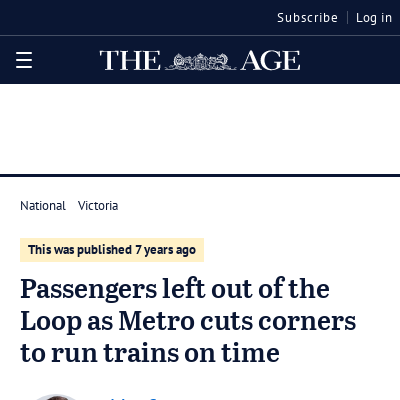 Subscribe Log in
THE AGE
National Victoria
This was published 7 years ago
Passengers left out of the
Loop as Metro cuts corners
to run trains on time